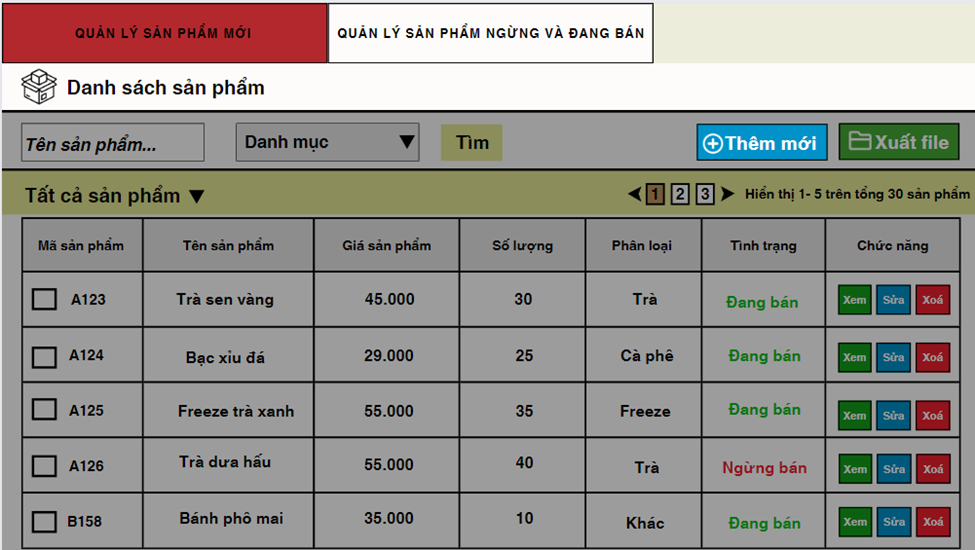 QUẢN LÝ SẢN PHẨM MỚI QUẢN LÝ SẢN PHẨM NGỪNG VÀ ĐANG BÁN
Danh sách sản phẩm
Tên sản phẩm... Danh mục Tìm Thêm mới Xuất file
Tất cả sản phẩm 1 2 3 Hiển thị 1- 5 trên tổng 30 sản phẩm
Mã sản phẩm Tên sản phẩm Giá sản phẩm Số lượng Phân loại Tình trạng Chức năng
A123 Trà sen vàng 45.000 30 Trà Đang bán Xem Sửa Xoá
A124 Bạc xỉu đá 29.000 25 Cà phê Đang bán Xem Sửa Xoá
A125 Freeze trà xanh 55.000 35 Freeze Đang bán Xem Sửa Xoá
A126 Trà dưa hấu 55.000 40 Trà Ngừng bán Xem Sửa Xoá
B158 Bánh phô mai 35.000 10 Khác Đang bán Xem Sửa Xoá